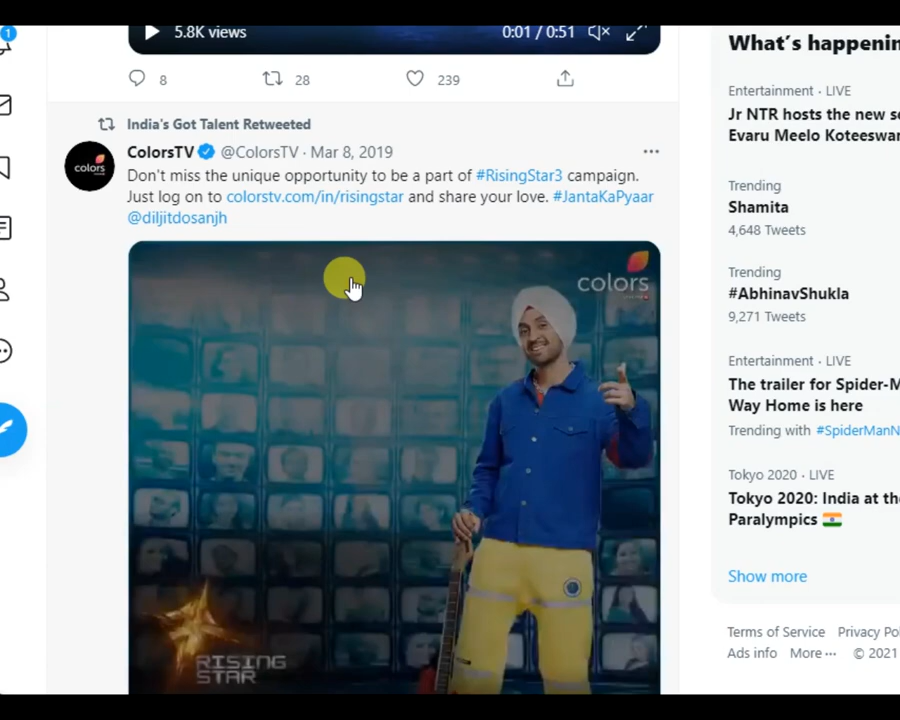 1
5.8K views
0:01 / 0:51
8
28
239
India's Got Talent Retweeted
ColorsTV @ColorsTV · Mar 8, 2019
Don't miss the unique opportunity to be a part of #RisingStar3 campaign.
Just log on to colorstv.com/in/risingstar and share your love. #JantaKaPyaar
@diljitdosanjh
colors
colors
RISING
STAR
What's happenin
Entertainment · LIVE
Jr NTR hosts the new se
Evaru Meelo Koteeswar
Trending
Shamita
4,648 Tweets
Trending
#AbhinavShukla
9,271 Tweets
Entertainment · LIVE
The trailer for Spider-M
Way Home is here
Trending with #SpiderManN
Tokyo 2020 · LIVE
Tokyo 2020: India at the
Paralympics
Show more
Terms of Service Privacy Pol
Ads info More ··· © 2021